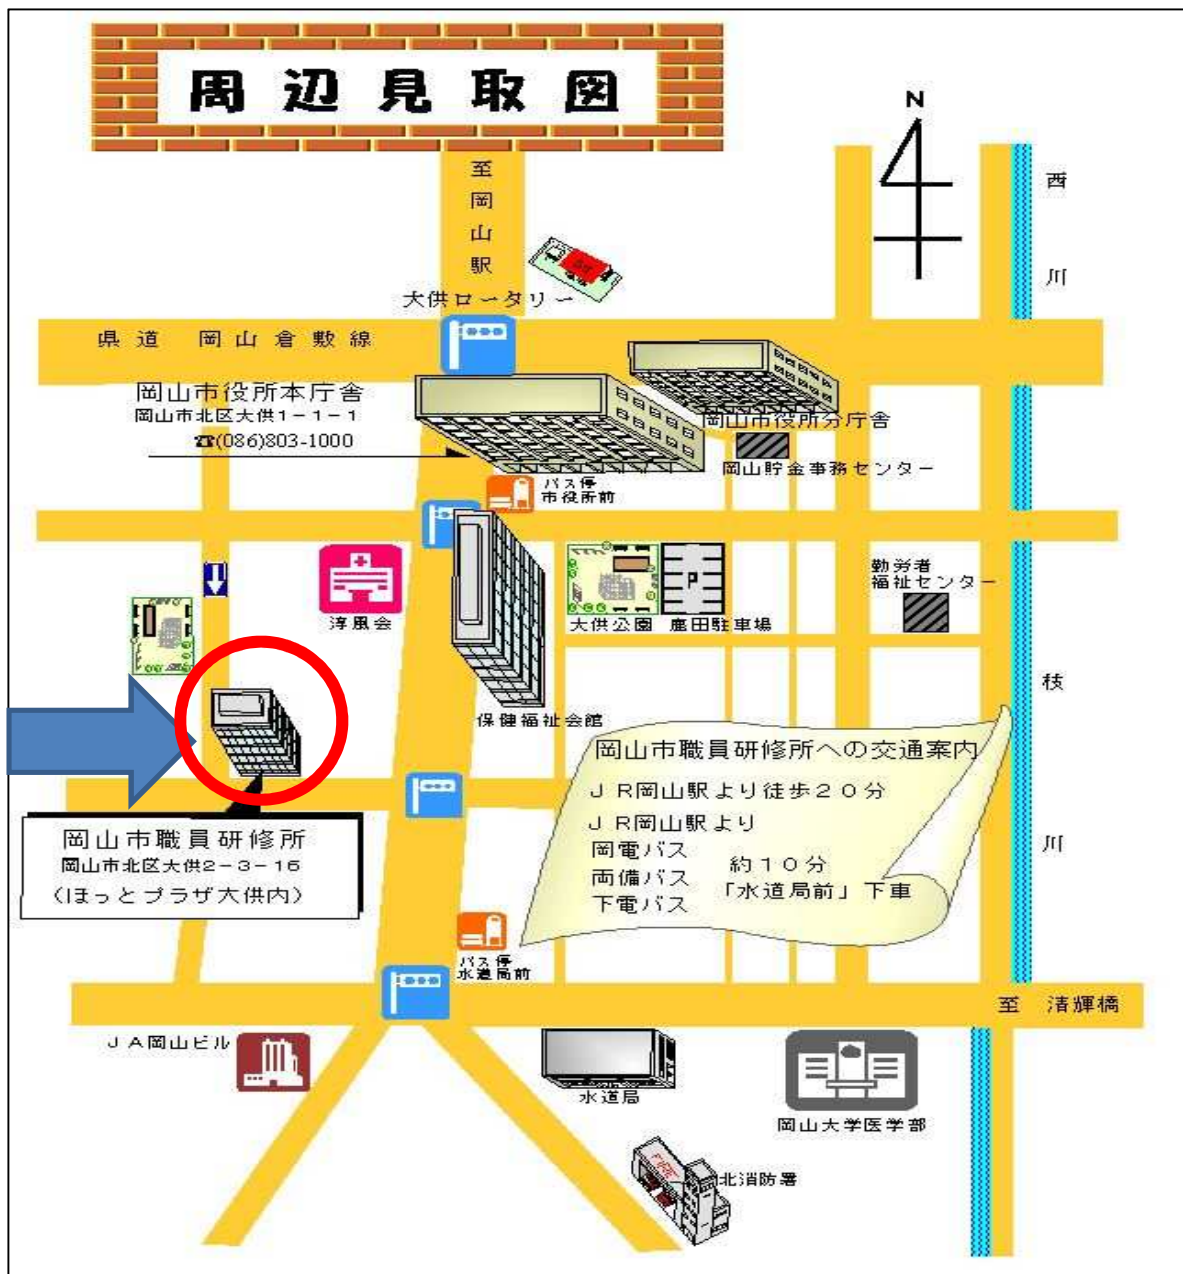 周辺見取図
N
至岡山駅
西川
大供ロータリー
県道 岡山倉敷線
岡山市役所本庁舎
岡山市北区大供1-1-1
☎(086)803-1000
岡山市役所分庁舎
岡山貯金事務センター
バス停
市役所前
淳風会
大供公園
P
鹿田駐車場
勤労者
福祉センター
保健福祉会館
枝川
岡山市職員研修所への交通案内
JR岡山駅より徒歩20分
JR岡山駅より
岡電バス
両備バス
下電バス
約10分
「水道局前」下車
岡山市職員研修所
岡山市北区大供2-3-16
(ほっとプラザ大供内)
バス停
水道局前
至 清輝橋
JA岡山ビル
水道局
岡山大学医学部
FIRE
北消防署